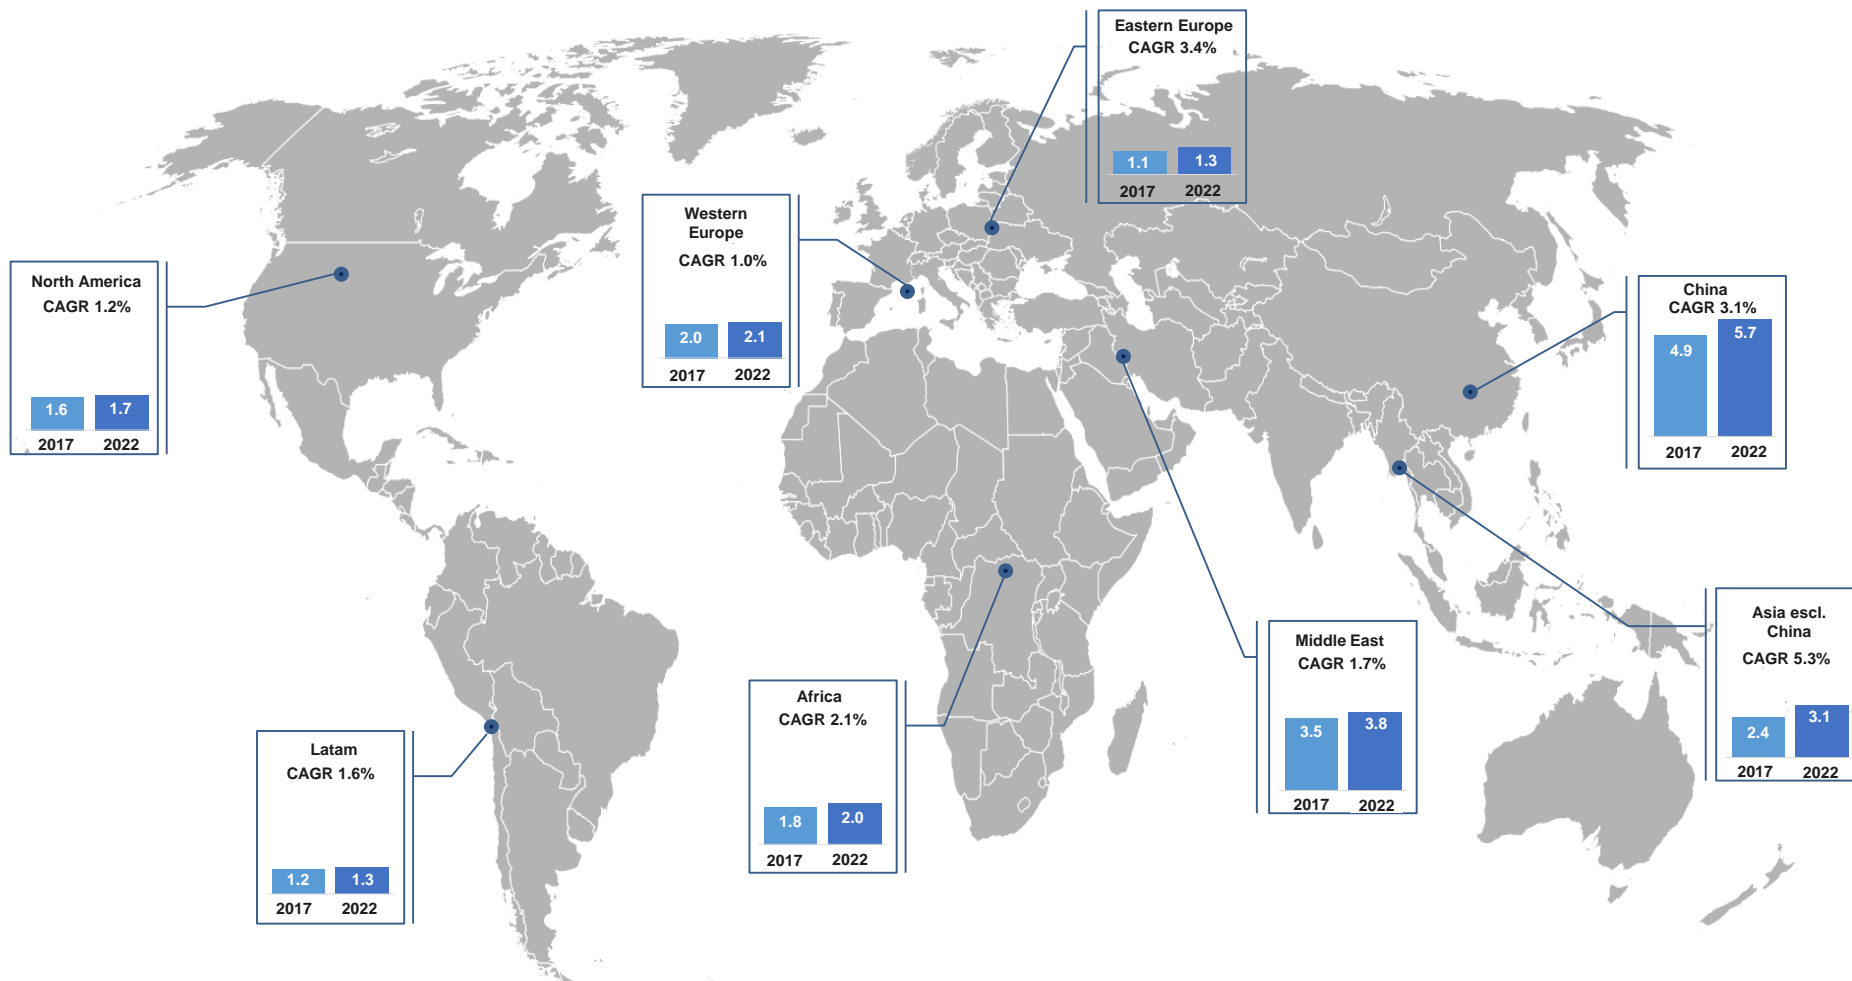 Eastern Europe
CAGR 3.4%
1.1
1.3
2017
2022
Western
Europe
CAGR 1.0%
2.0
2.1
2017
2022
North America
CAGR 1.2%
1.6
1.7
2017
2022
China
CAGR 3.1%
4.9
5.7
2017
2022
Asia escl.
China
CAGR 5.3%
2.4
3.1
2017
2022
Middle East
CAGR 1.7%
3.5
3.8
2017
2022
Africa
CAGR 2.1%
1.8
2.0
2017
2022
Latam
CAGR 1.6%
1.2
1.3
2017
2022